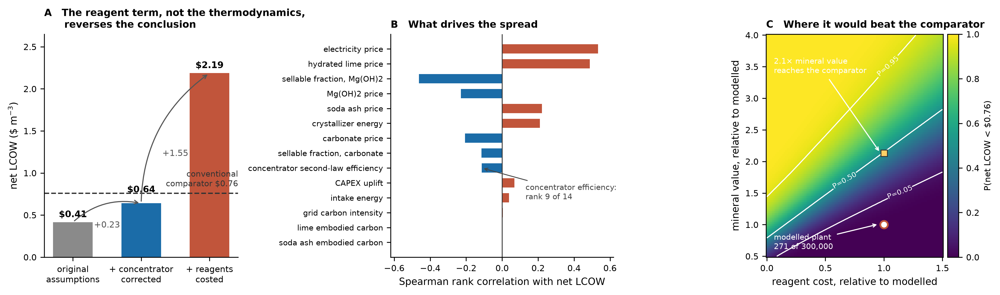 A The reagent term, not the thermodynamics,
reverses the conclusion
net LCOW ($ m⁻³)
2.5
2.0
1.5
1.0
0.5
0.0
$0.41
+0.23
$0.64
+1.55
$2.19
conventional
comparator $0.76
original
assumptions
+ concentrator
corrected
+ reagents
costed
B What drives the spread
electricity price
hydrated lime price
sellable fraction, Mg(OH)2
Mg(OH)2 price
soda ash price
crystallizer energy
carbonate price
sellable fraction, carbonate
concentrator second-law efficiency
CAPEX uplift
intake energy
grid carbon intensity
lime embodied carbon
soda ash embodied carbon
concentrator efficiency:
rank 9 of 14
−0.6 −0.4 −0.2 0.0 0.2 0.4 0.6
Spearman rank correlation with net LCOW
C Where it would beat the comparator
mineral value, relative to modelled
4.0
3.5
3.0
2.5
2.0
1.5
1.0
0.5
2.1× mineral value
reaches the comparator
P=0.95
P=0.50
P=0.05
modelled plant
271 of 300,000
0.0 0.5 1.0 1.5
reagent cost, relative to modelled
1.0
0.8
0.6
0.4
0.2
0.0
P(net LCOW < $0.76)